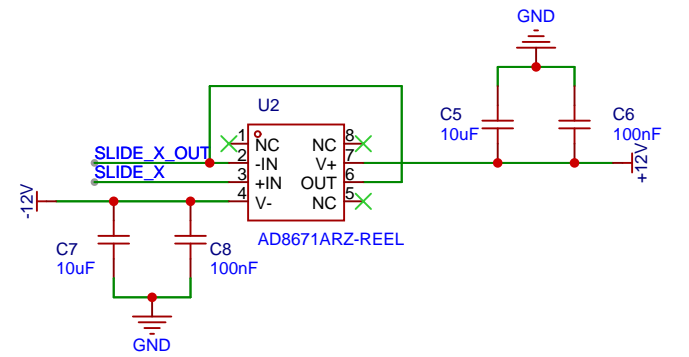 GND
U2
C5
10uF
C6
100nF
1
NC
NC
8
SLIDE_X_OUT
2
-IN
V+
7
SLIDE_X
3
+IN
OUT
6
4
V-
NC
5
+12V
-12V
AD8671ARZ-REEL
C7
10uF
C8
100nF
GND